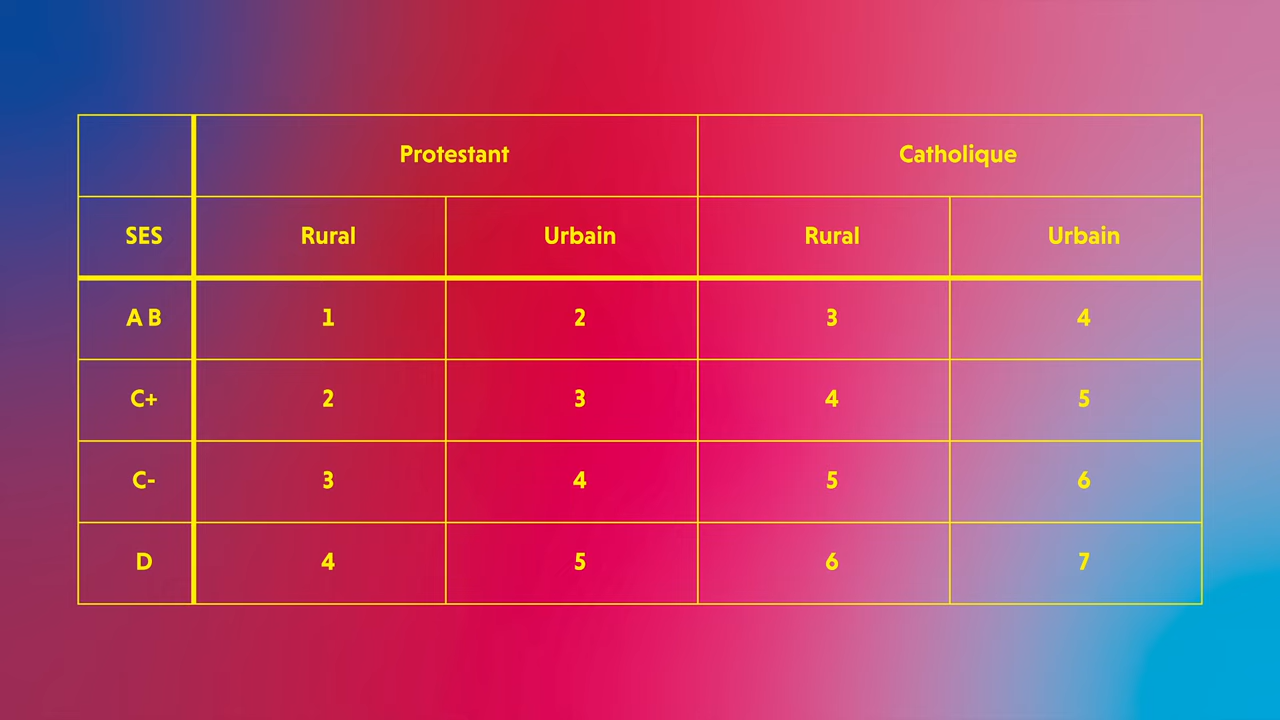 Protestant Catholique
SES Rural Urbain Rural Urbain
A B 1 2 3 4
C+ 2 3 4 5
C- 3 4 5 6
D 4 5 6 7